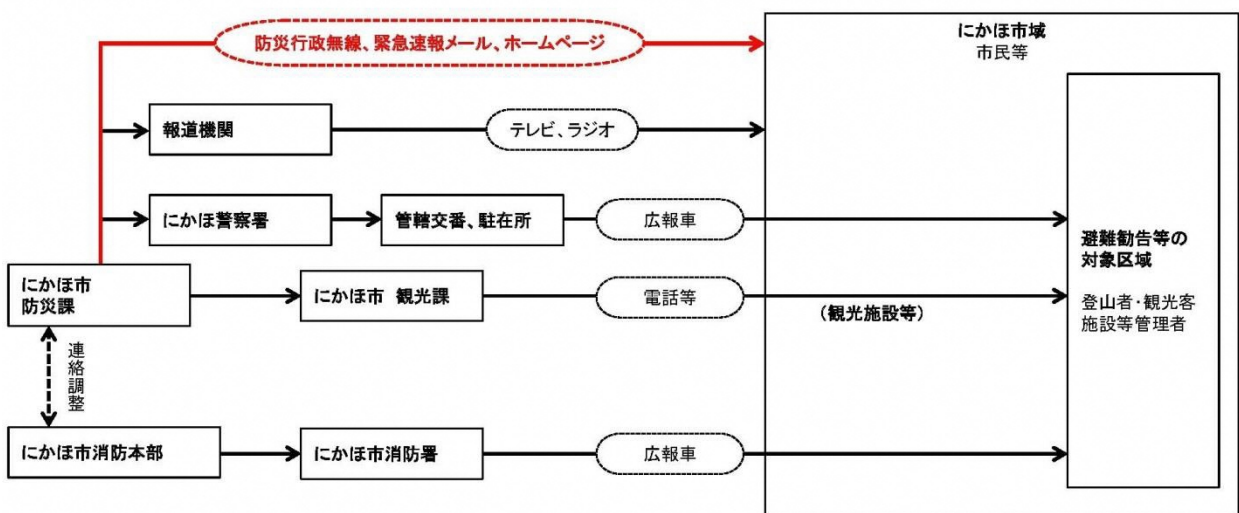 防災行政無線、緊急速報メール、ホームページ
にかほ市域
市民等
報道機関
テレビ、ラジオ
にかほ警察署
管轄交番、駐在所
広報車
避難勧告等の
対象区域
登山者・観光客
施設等管理者
にかほ市
防災課
にかほ市 観光課
電話等
(観光施設等)
連絡調整
にかほ市消防本部
にかほ市消防署
広報車